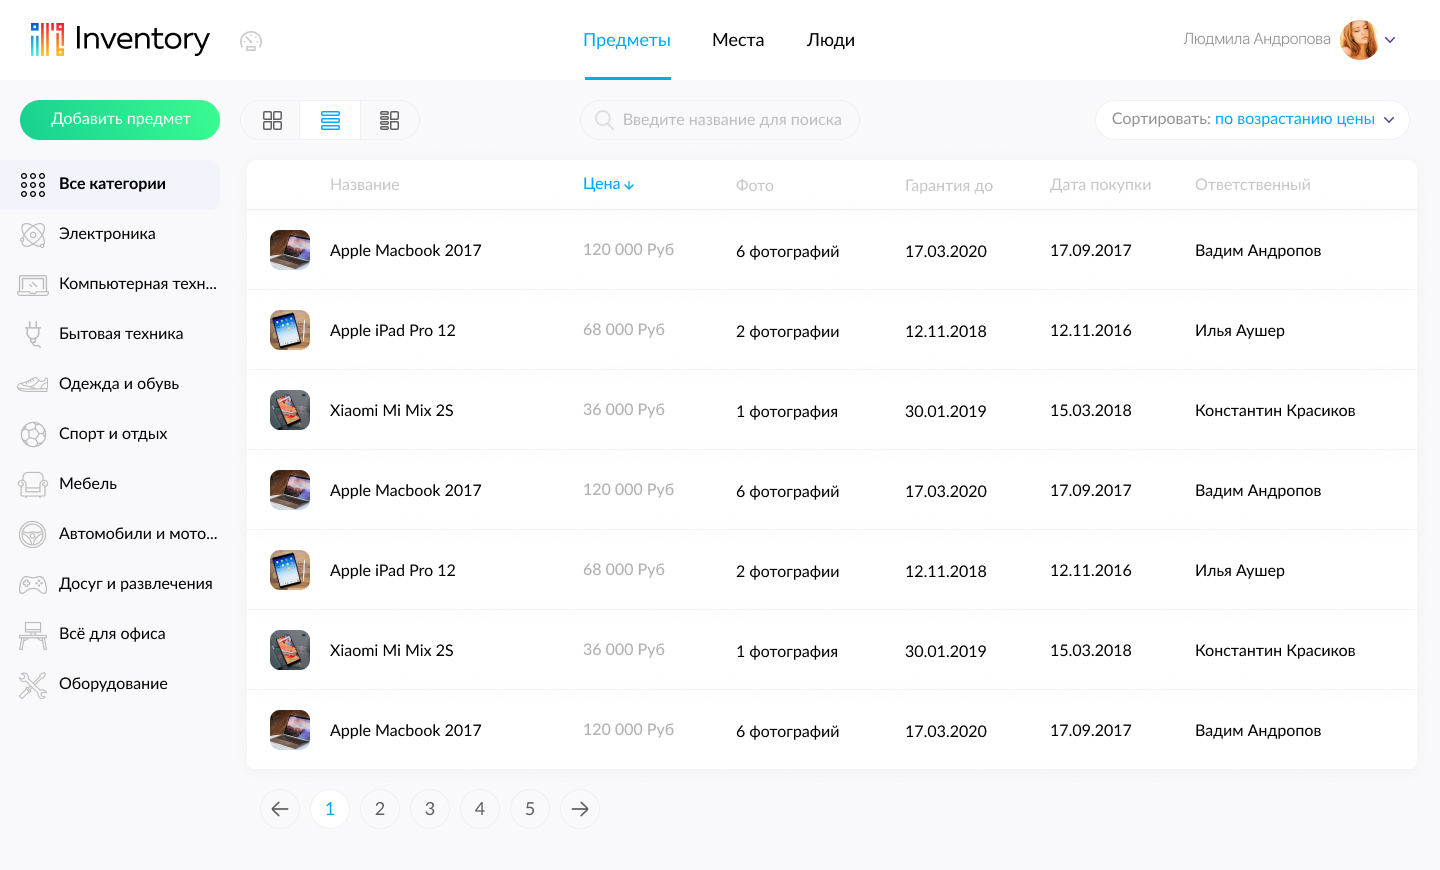 Inventory
Предметы Места Люди
Людмила Андропова
Добавить предмет
Введите название для поиска
Сортировать: по возрастанию цены
Все категории
Электроника
Компьютерная техн...
Бытовая техника
Одежда и обувь
Спорт и отдых
Мебель
Автомобили и мото...
Досуг и развлечения
Всё для офиса
Оборудование
Название Цена Фото Гарантия до Дата покупки Ответственный
Apple Macbook 2017 120 000 Руб 6 фотографий 17.03.2020 17.09.2017 Вадим Андропов
Apple iPad Pro 12 68 000 Руб 2 фотографии 12.11.2018 12.11.2016 Илья Аушер
Xiaomi Mi Mix 2S 36 000 Руб 1 фотография 30.01.2019 15.03.2018 Константин Красиков
Apple Macbook 2017 120 000 Руб 6 фотографий 17.03.2020 17.09.2017 Вадим Андропов
Apple iPad Pro 12 68 000 Руб 2 фотографии 12.11.2018 12.11.2016 Илья Аушер
Xiaomi Mi Mix 2S 36 000 Руб 1 фотография 30.01.2019 15.03.2018 Константин Красиков
Apple Macbook 2017 120 000 Руб 6 фотографий 17.03.2020 17.09.2017 Вадим Андропов
1 2 3 4 5